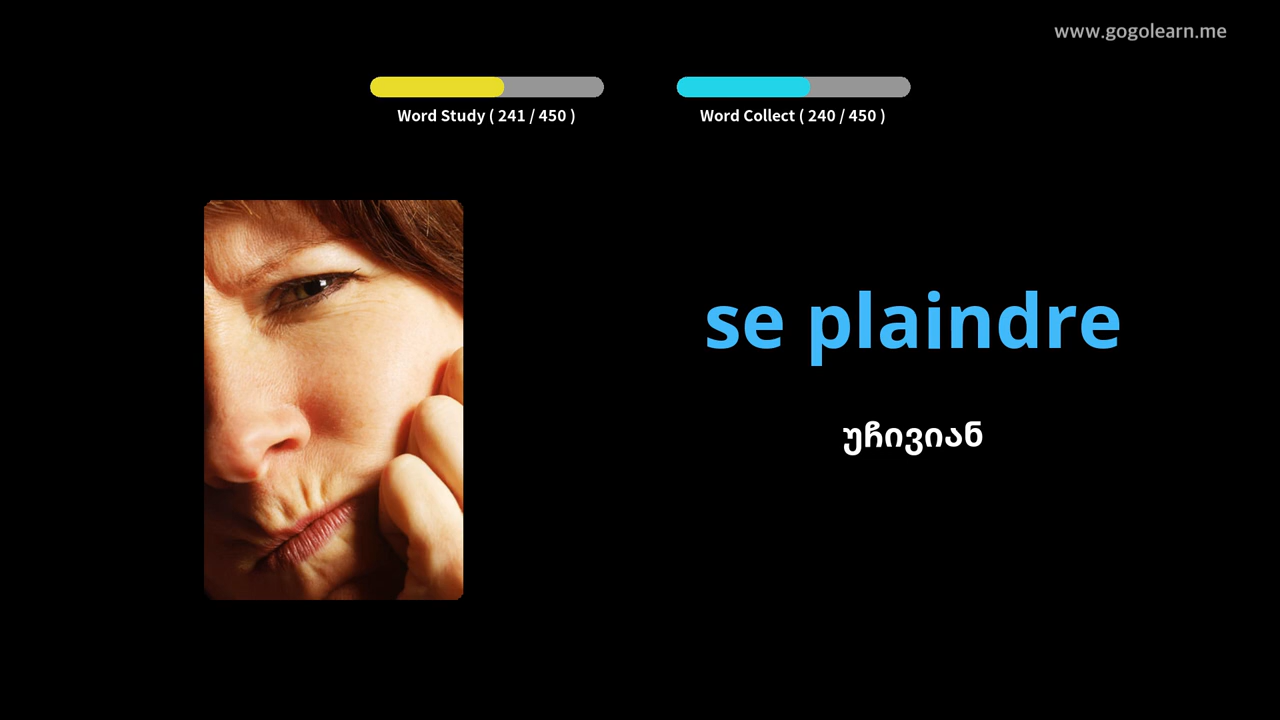 www.gogolearn.me
Word Study ( 241 / 450 )
Word Collect ( 240 / 450 )
se plaindre
უჩივიან